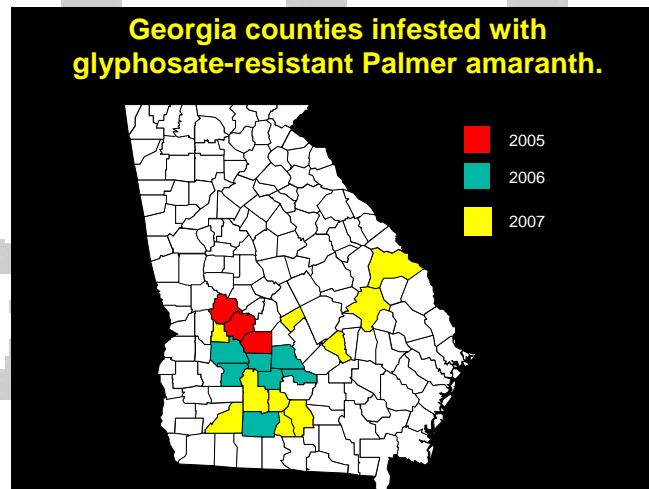 Georgia counties infested with
glyphosate-resistant Palmer amaranth.
2005
2006
2007